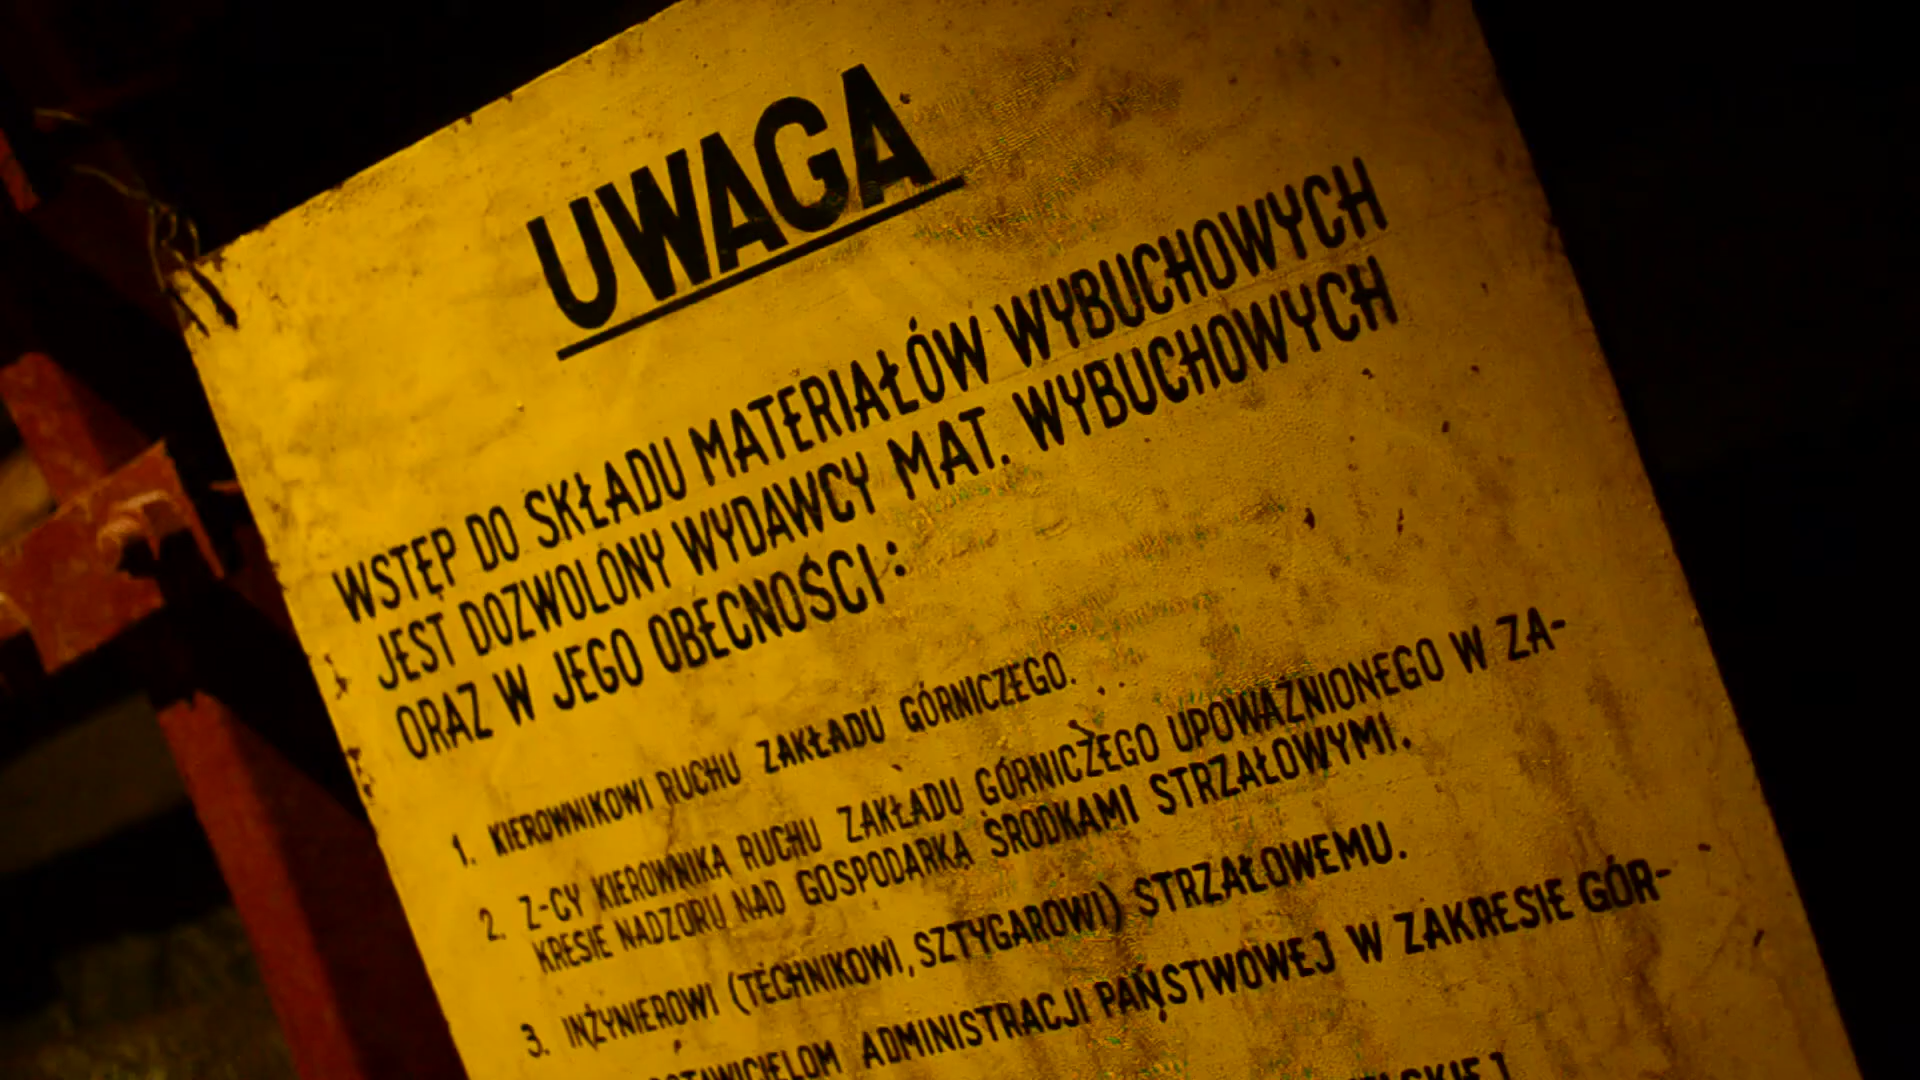 UWAGA
WSTĘP DO SKŁADU MATERIAŁÓW WYBUCHOWYCH
JEST DOZWOLONY WYDAWCY MAT. WYBUCHOWYCH
ORAZ W JEGO OBECNOŚCI:
1. KIEROWNIKOWI RUCHU ZAKŁADU GÓRNICZEGO.
2. Z-CY KIEROWNIKA RUCHU ZAKŁADU GÓRNICZEGO UPOWAŻNIONEGO W ZA-
KRESIE NADZORU NAD GOSPODARKĄ ŚRODKAMI STRZAŁOWYMI.
3. INŻYNIEROWI (TECHNIKOWI, SZTYGAROWI) STRZAŁOWEMU.
ADMINISTRACJI PAŃSTWOWEJ W ZAKRESIE GÓR-